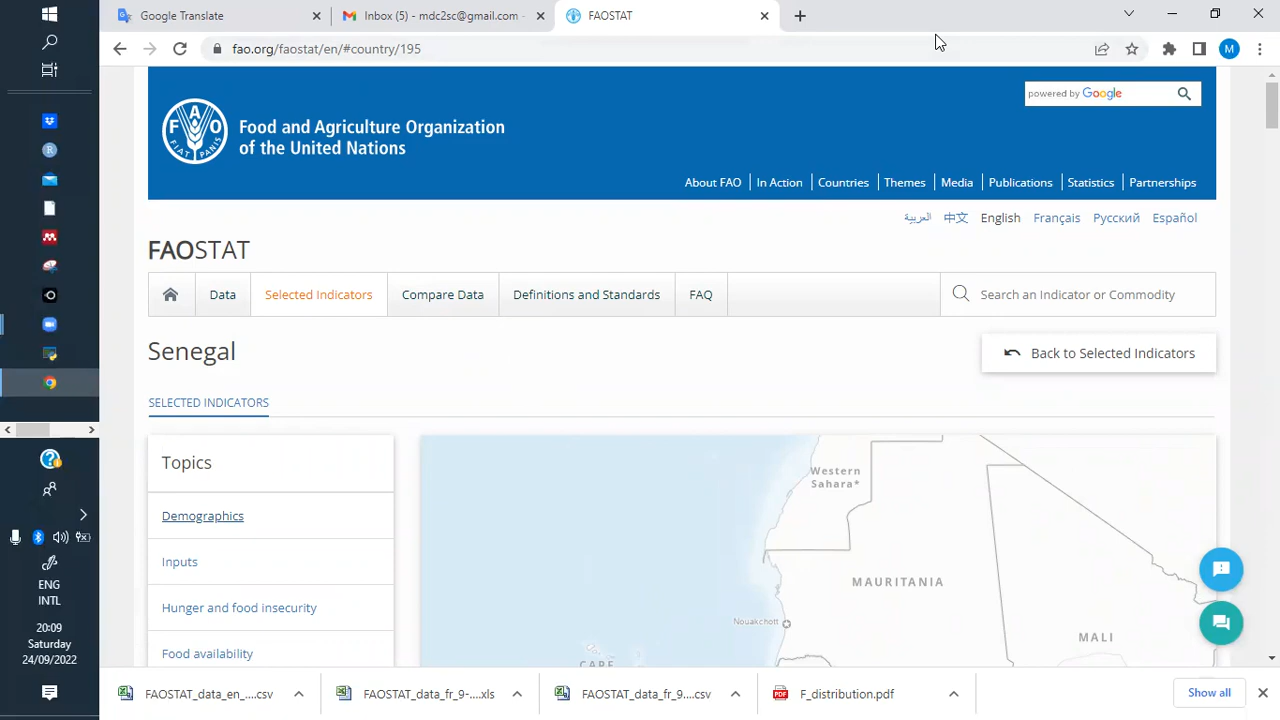 Google Translate
Inbox (5) - mdc2sc@gmail.com -
FAOSTAT
fao.org/faostat/en/#country/195
M
powered by Google
FAO
FIAT PANIS
Food and Agriculture Organization
of the United Nations
About FAO
In Action
Countries
Themes
Media
Publications
Statistics
Partnerships
العربية
中文
English
Français
Русский
Español
FAOSTAT
Data
Selected Indicators
Compare Data
Definitions and Standards
FAQ
Search an Indicator or Commodity
Senegal
Back to Selected Indicators
SELECTED INDICATORS
Topics
Demographics
Inputs
Hunger and food insecurity
Food availability
Western
Sahara*
MAURITANIA
Nouakchott
MALI
CAPE
ENG
INTL
20:09
Saturday
24/09/2022
FAOSTAT_data_en_....csv
FAOSTAT_data_fr_9-....xls
FAOSTAT_data_fr_9....csv
F_distribution.pdf
Show all